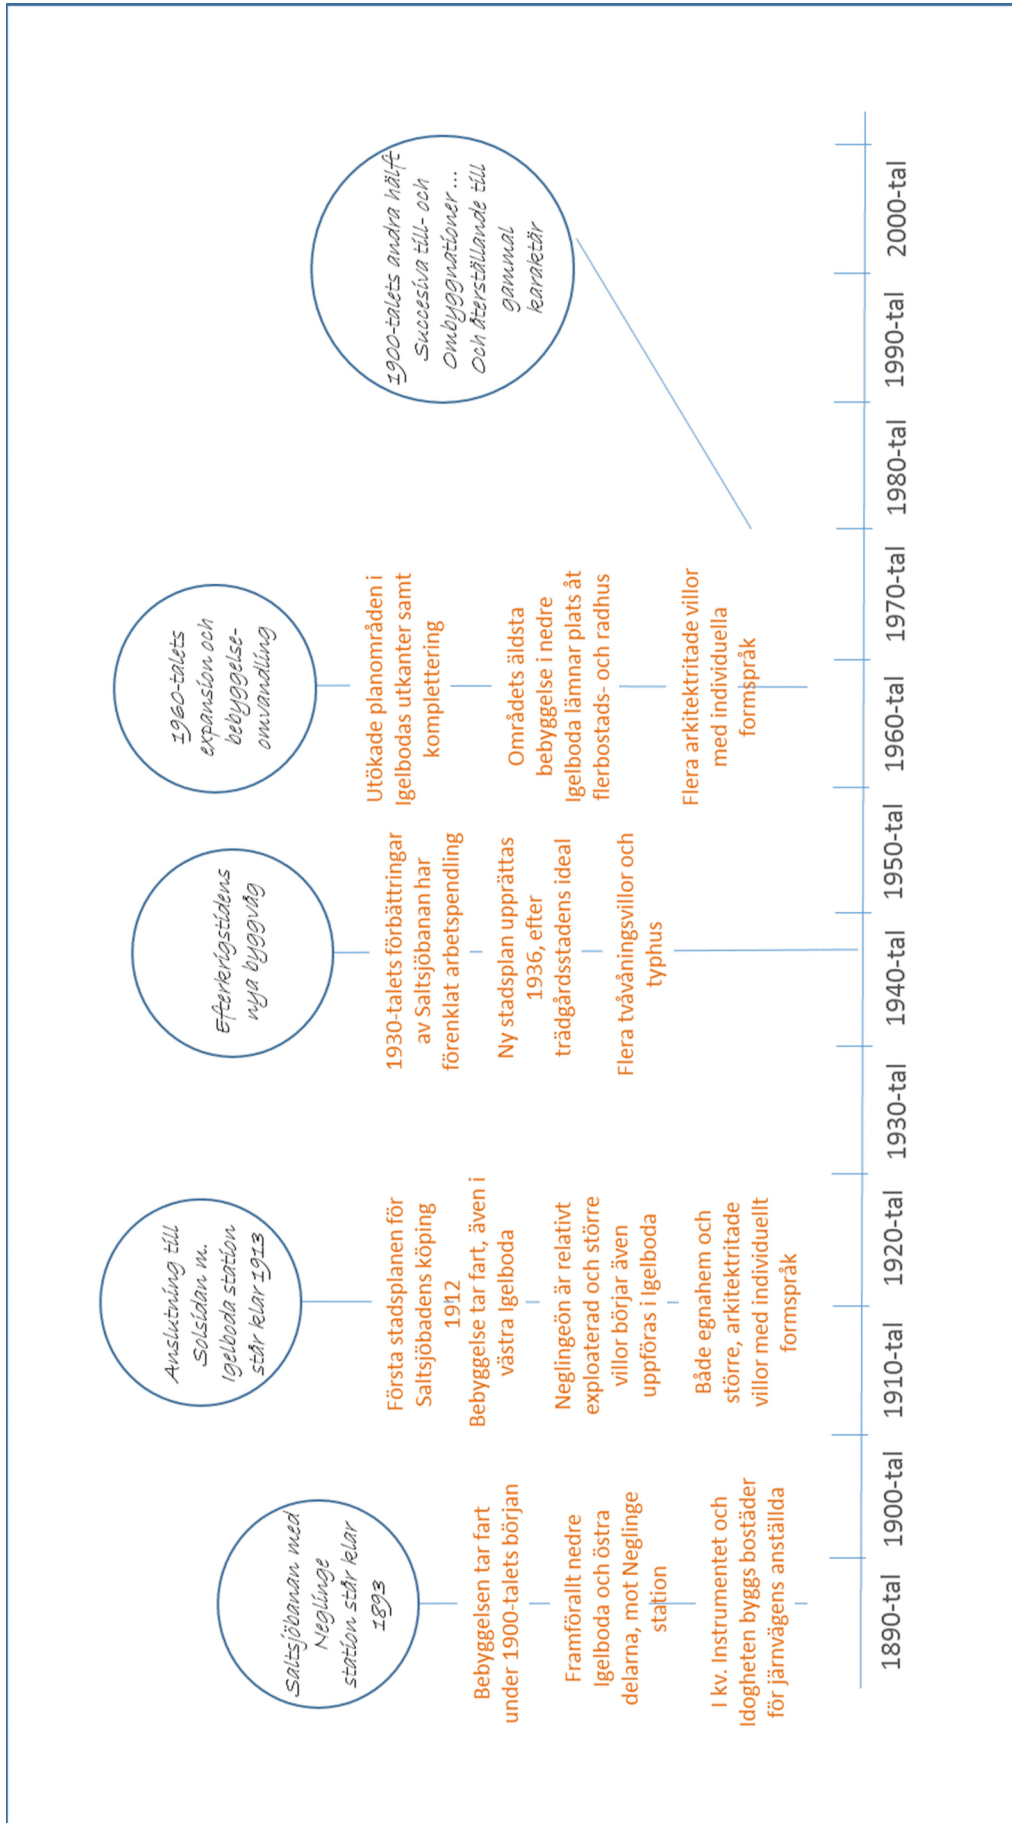 Saltsjöbanan med
Neglinge
station står klar
1893
Bebyggelsen tar fart
under 1900-talets början
Framförallt nedre
Igelboda och östra
delarna, mot Neglinge
station
I kv. Instrumentet och
Idogheten byggs bostäder
för järnvägens anställda
Anslutning till
Solsidan m.
Igelboda station
står klar 1913
Första stadsplanen för
Saltsjöbadens köping
1912
Bebyggelse tar fart, även i
västra Igelboda
Neglingeön är relativt
exploaterad och större
villor börjar även
uppföras i Igelboda
Både egnahem och
större, arkitektritade
villor med individuellt
formspråk
Efterkrigstidens
nya byggvåg
1930-talets förbättringar
av Saltsjöbanan har
förenklat arbetspendling
Ny stadsplan upprättas
1936, efter
trädgårdsstadens ideal
Flera tvåvåningsvillor och
typhus
1960-talets
expansion och
bebyggelse-
omvandling
Utökade planområden i
Igelbodas utkanter samt
komplettering
Områdets äldsta
bebyggelse i nedre
Igelboda lämnar plats åt
flerbostads- och radhus
Flera arkitektritade villor
med individuella
formspråk
1900-talets andra hälft
Succesiva till- och
Ombyggnationer...
Och återställande till
gammal
karaktär
1890-tal
1900-tal
1910-tal
1920-tal
1930-tal
1940-tal
1950-tal
1960-tal
1970-tal
1980-tal
1990-tal
2000-tal